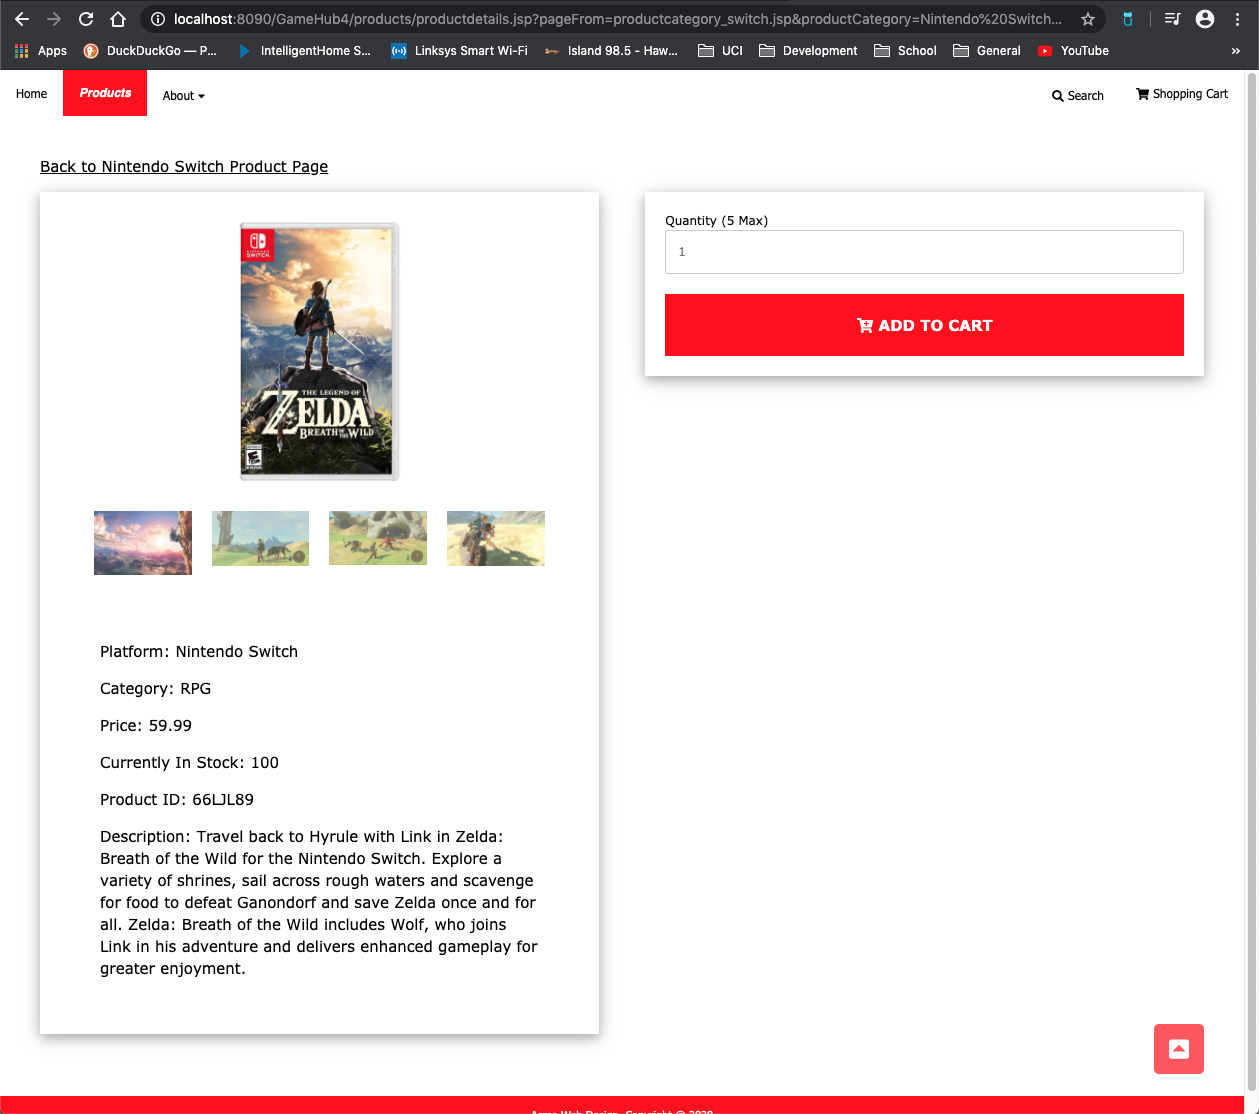 localhost:8090/GameHub4/products/productdetails.jsp?pageFrom=productcategory_switch.jsp&productCategory=Nintendo%20Switch...
Apps DuckDuckGo — P... IntelligentHome S... Linksys Smart Wi-Fi Island 98.5 - Haw... UCI Development School General YouTube »
Home Products About Search Shopping Cart
Back to Nintendo Switch Product Page
NINTENDO
SWITCH
THE LEGEND OF
ZELDA
BREATH OF THE WILD
E
Platform: Nintendo Switch
Category: RPG
Price: 59.99
Currently In Stock: 100
Product ID: 66LJL89
Description: Travel back to Hyrule with Link in Zelda:
Breath of the Wild for the Nintendo Switch. Explore a
variety of shrines, sail across rough waters and scavenge
for food to defeat Ganondorf and save Zelda once and for
all. Zelda: Breath of the Wild includes Wolf, who joins
Link in his adventure and delivers enhanced gameplay for
greater enjoyment.
Quantity (5 Max)
1
ADD TO CART
Acme Web Design, Copyright © 2020